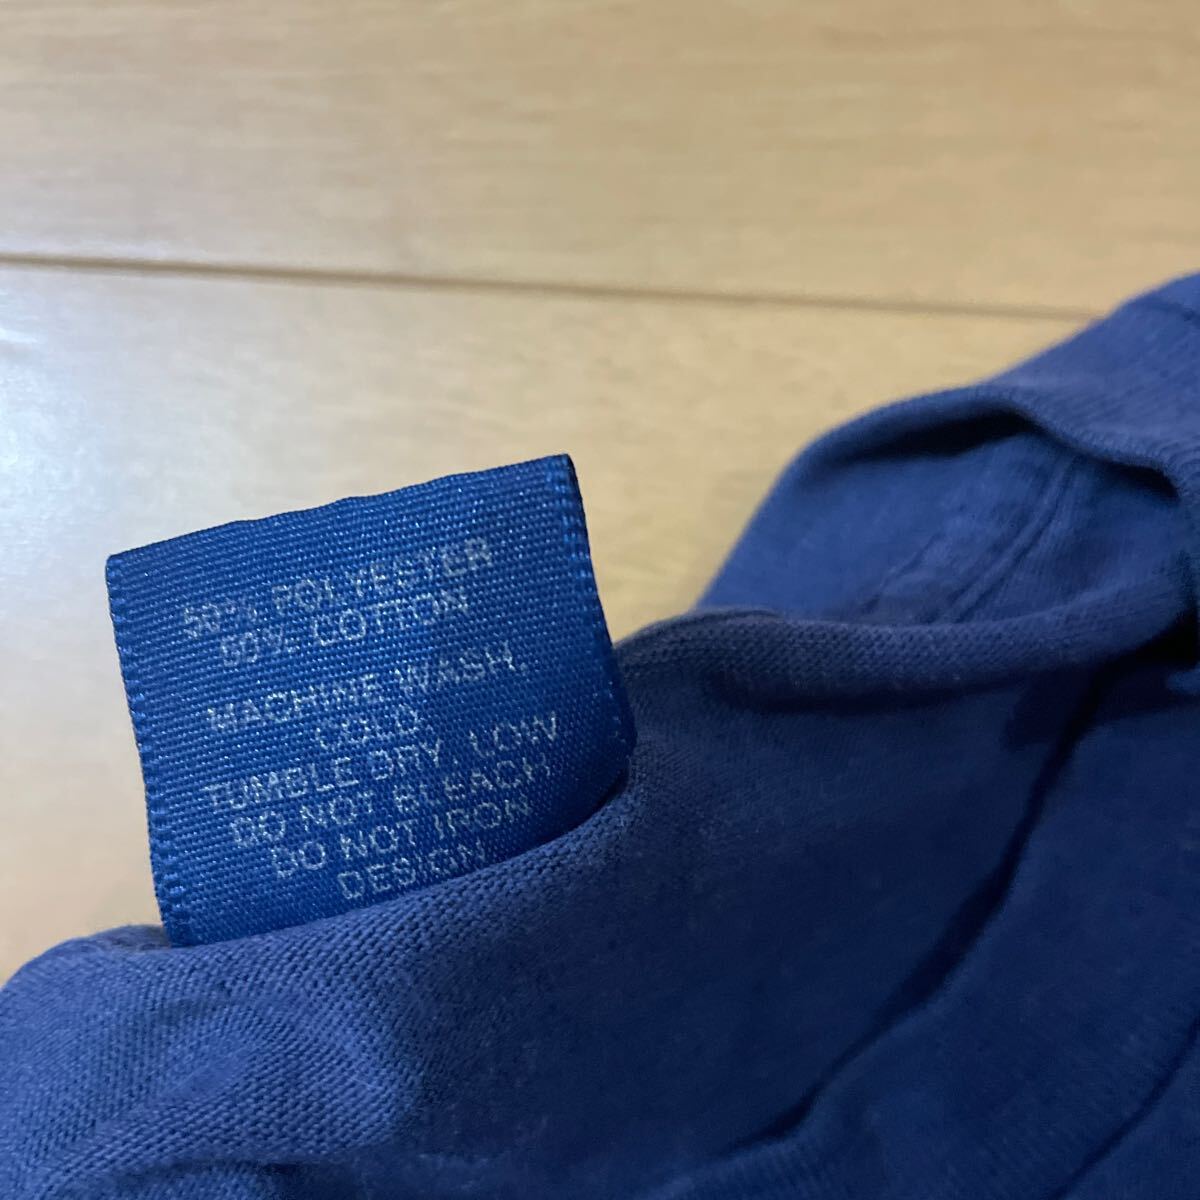 50% POLYESTER
50% COTTON
MACHINE WASH,
COLD
TUMBLE DRY, LOW
DO NOT BLEACH
DO NOT IRON
DESIGN